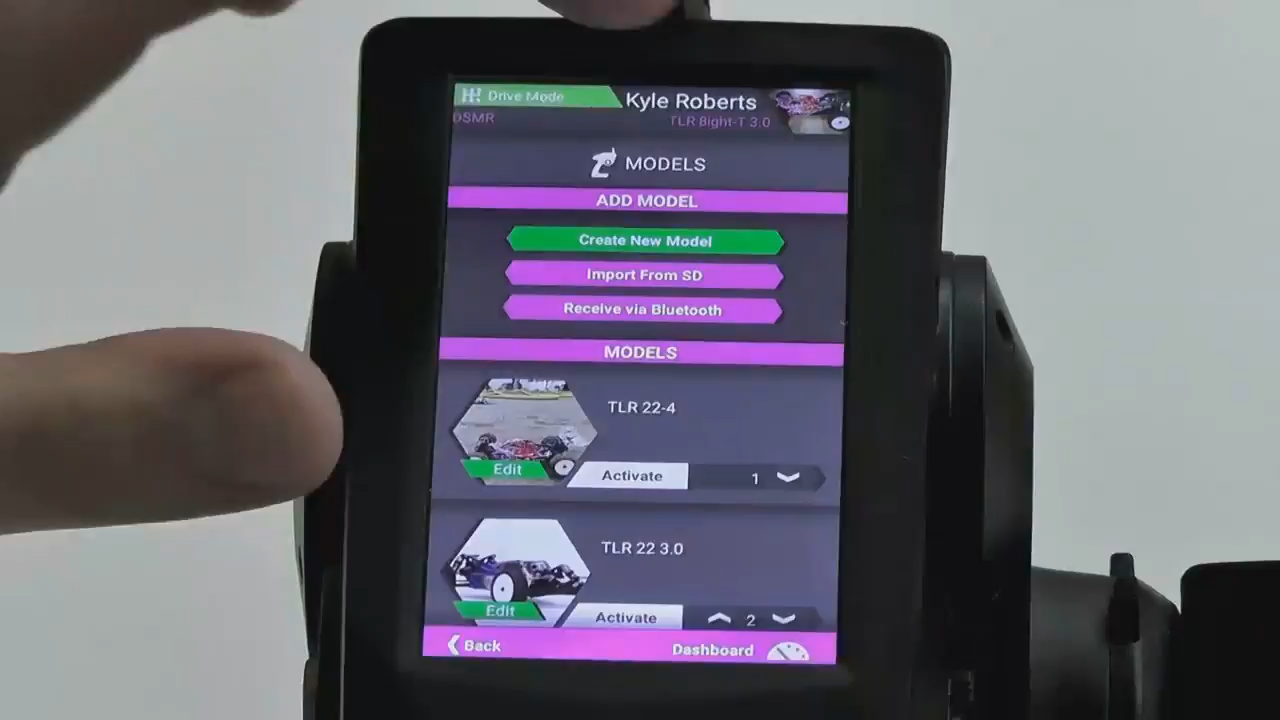 Drive Mode Kyle Roberts
DSMR TLR 8ight-T 3.0
MODELS
ADD MODEL
Create New Model
Import From SD
Receive via Bluetooth
MODELS
TLR 22-4
Edit Activate 1
TLR 22 3.0
Edit Activate 2
Back Dashboard